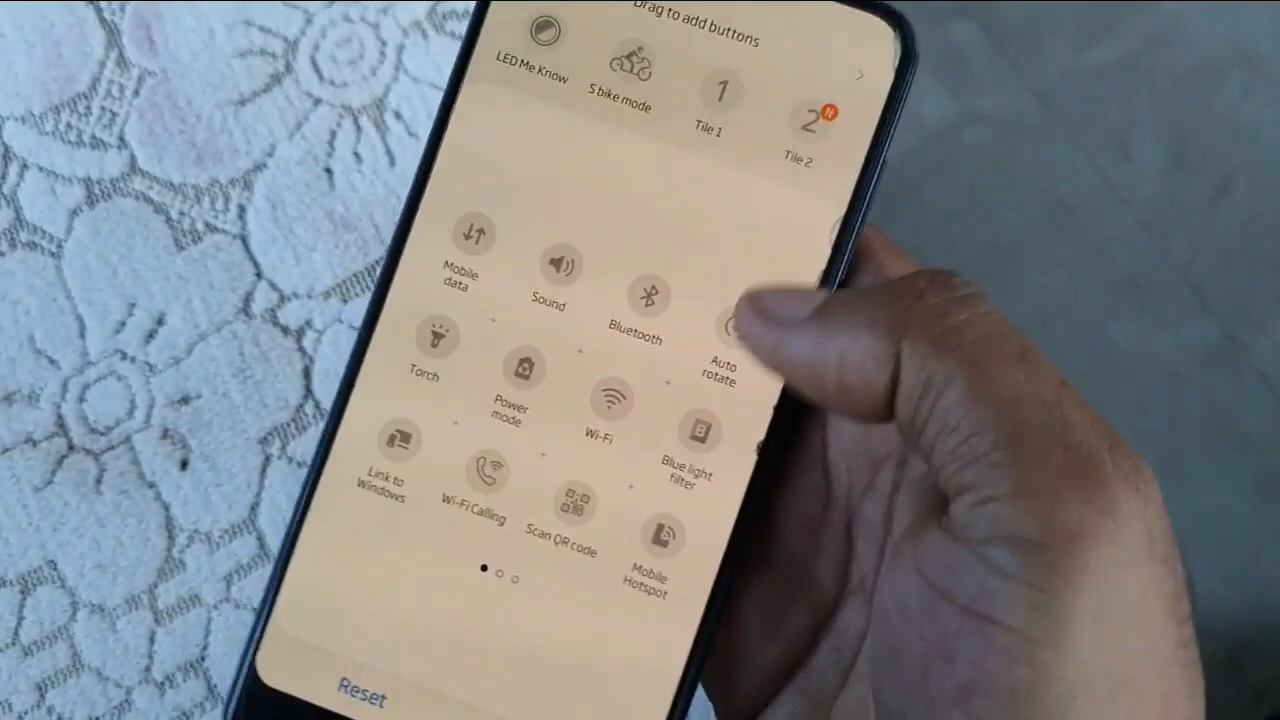 Drag to add buttons
LED Me Know
S bike mode
1
Tile 1
2
N
Tile 2
Mobile
data
Sound
Bluetooth
Auto
rotate
Torch
Power
mode
Wi-Fi
B
Blue light
filter
Link to
Windows
Wi-Fi Calling
Scan QR code
Mobile
Hotspot
Reset